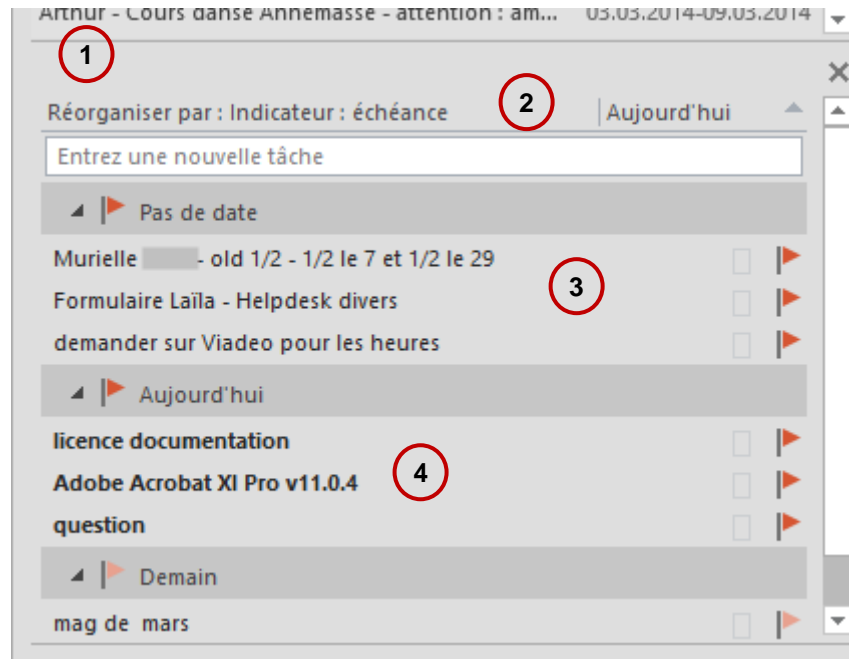 Arthur - Cours danse Annemasse - attention : am... 03.03.2014-09.03.2014
1
Réorganiser par : Indicateur : échéance 2 Aujourd'hui
Entrez une nouvelle tâche
Pas de date
Murielle - old 1/2 - 1/2 le 7 et 1/2 le 29
3
Formulaire Laïla - Helpdesk divers
demander sur Viadeo pour les heures
Aujourd'hui
licence documentation
4
Adobe Acrobat XI Pro v11.0.4
question
Demain
mag de mars